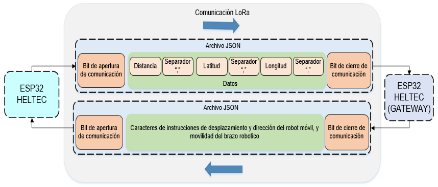 Comunicación LoRa
Archivo JSON
Bit de apertura
de comunicación
Distancia
Separador
","
Latitud
Separador
","
Longitud
Separador
","
Bit de cierre de
comunicación
Datos
ESP32
HELTEC
ESP32
HELTEC
(GATEWAY)
Archivo JSON
Bit de apertura
de comunicación
Caracteres de instrucciones de desplazamiento y dirección del robot móvil, y
movilidad del brazo robotico
Bit de cierre de
comunicación